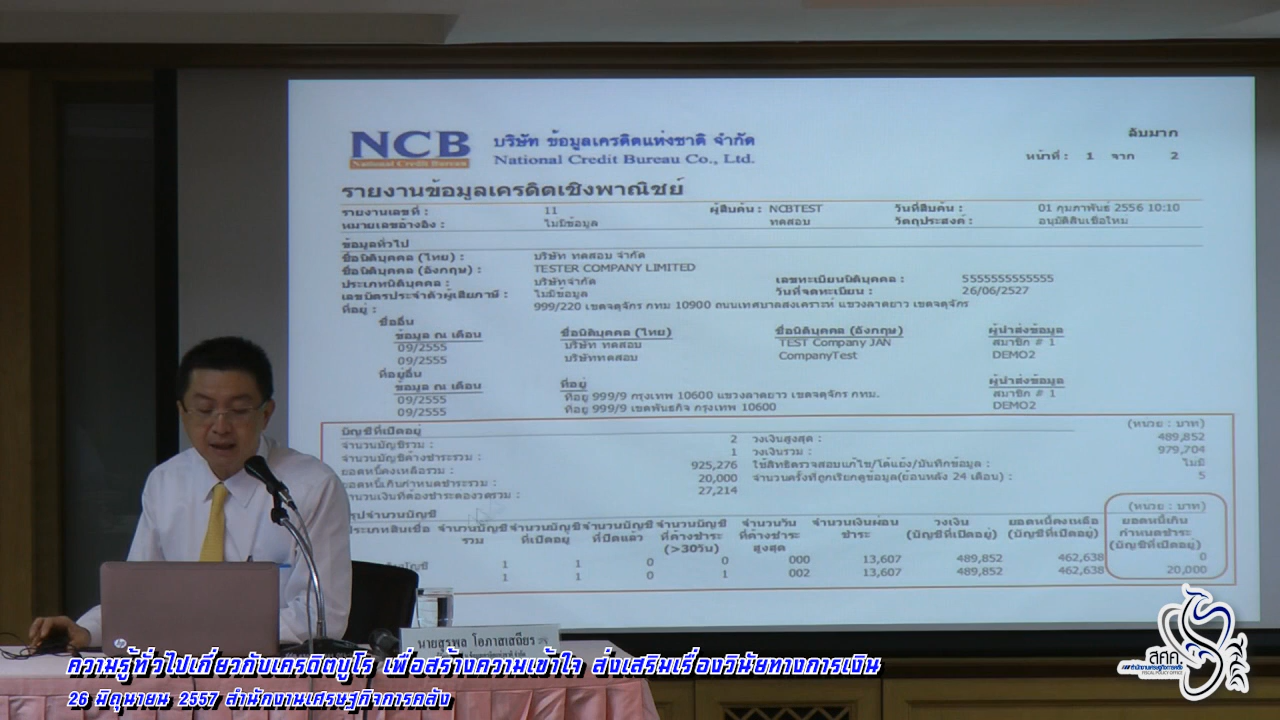 NCB บริษัท ข้อมูลเครดิตแห่งชาติ จำกัด
ลับมาก
National Credit Bureau National Credit Bureau Co., Ltd.
หน้าที่ : 1 จาก 2
รายงานข้อมูลเครดิตเชิงพาณิชย์
รายงานเลขที่ : 11 ผู้สืบค้น : NCBTEST วันที่สืบค้น : 01 กุมภาพันธ์ 2556 10:10
หมายเลขอ้างอิง : ไม่มีข้อมูล ทดสอบ วัตถุประสงค์ : อนุมัติสินเชื่อใหม่
ข้อมูลทั่วไป
ชื่อนิติบุคคล (ไทย) : บริษัท ทดสอบ จำกัด
ชื่อนิติบุคคล (อังกฤษ) : TESTER COMPANY LIMITED
ประเภทนิติบุคคล : บริษัทจำกัด เลขทะเบียนนิติบุคคล : 5555555555555
เลขบัตรประจำตัวผู้เสียภาษี : ไม่มีข้อมูล วันที่จดทะเบียน : 26/06/2527
ที่อยู่ : 999/220 เขตจตุจักร กทม 10900 ถนนเทศบาลสงเคราะห์ แขวงลาดยาว เขตจตุจักร
ชื่ออื่น
ข้อมูล ณ เดือน ชื่อนิติบุคคล (ไทย) ชื่อนิติบุคคล (อังกฤษ) ผู้นำส่งข้อมูล
09/2555 บริษัท ทดสอบ TEST Company JAN สมาชิก # 1
09/2555 บริษัททดสอบ CompanyTest DEMO2
ที่อยู่อื่น
ข้อมูล ณ เดือน ที่อยู่ ผู้นำส่งข้อมูล
09/2555 ที่อยู่ 999/9 กรุงเทพ 10600 แขวงลาดยาว เขตจตุจักร กทม. สมาชิก # 1
09/2555 ที่อยู่ 999/9 เขตพันธกิจ กรุงเทพ 10600 DEMO2
บัญชีที่เปิดอยู่ (หน่วย : บาท)
จำนวนบัญชีรวม : 2 วงเงินสูงสุด : 489,852
จำนวนบัญชีค้างชำระรวม : 1 วงเงินรวม : 979,704
ยอดหนี้คงเหลือรวม : 925,276 ใช้สิทธิตรวจสอบแก้ไข/โต้แย้ง/บันทึกข้อมูล : ไม่มี
ยอดหนี้เกินกำหนดชำระรวม : 20,000 จำนวนครั้งที่ถูกเรียกดูข้อมูล(ย้อนหลัง 24 เดือน) : 5
จำนวนเงินที่ต้องชำระต่องวดรวม : 27,214
สรุปจำนวนบัญชี (หน่วย : บาท)
ประเภทสินเชื่อ จำนวนบัญชี จำนวนบัญชี จำนวนบัญชี จำนวนบัญชี จำนวนวัน จำนวนเงินผ่อน วงเงิน ยอดหนี้คงเหลือ ยอดหนี้เกิน
รวม ที่เปิดอยู่ ที่ปิดแล้ว ที่ค้างชำระ ที่ค้างชำระ ชำระ (บัญชีที่เปิดอยู่) (บัญชีที่เปิดอยู่) กำหนดชำระ
(>30วัน) สูงสุด (บัญชีที่เปิดอยู่)
1 1 0 0 000 13,607 489,852 462,638 0
1 1 0 1 002 13,607 489,852 462,638 20,000
hp
นายสุรพล โอภาสเสถียร
ความรู้ทั่วไปเกี่ยวกับเครดิตบูโร เพื่อสร้างความเข้าใจ ส่งเสริมเรื่องวินัยทางการเงิน
26 มิถุนายน 2557 สำนักงานเศรษฐกิจการคลัง
สศค.
สำนักงานเศรษฐกิจการคลัง
FISCAL POLICY OFFICE